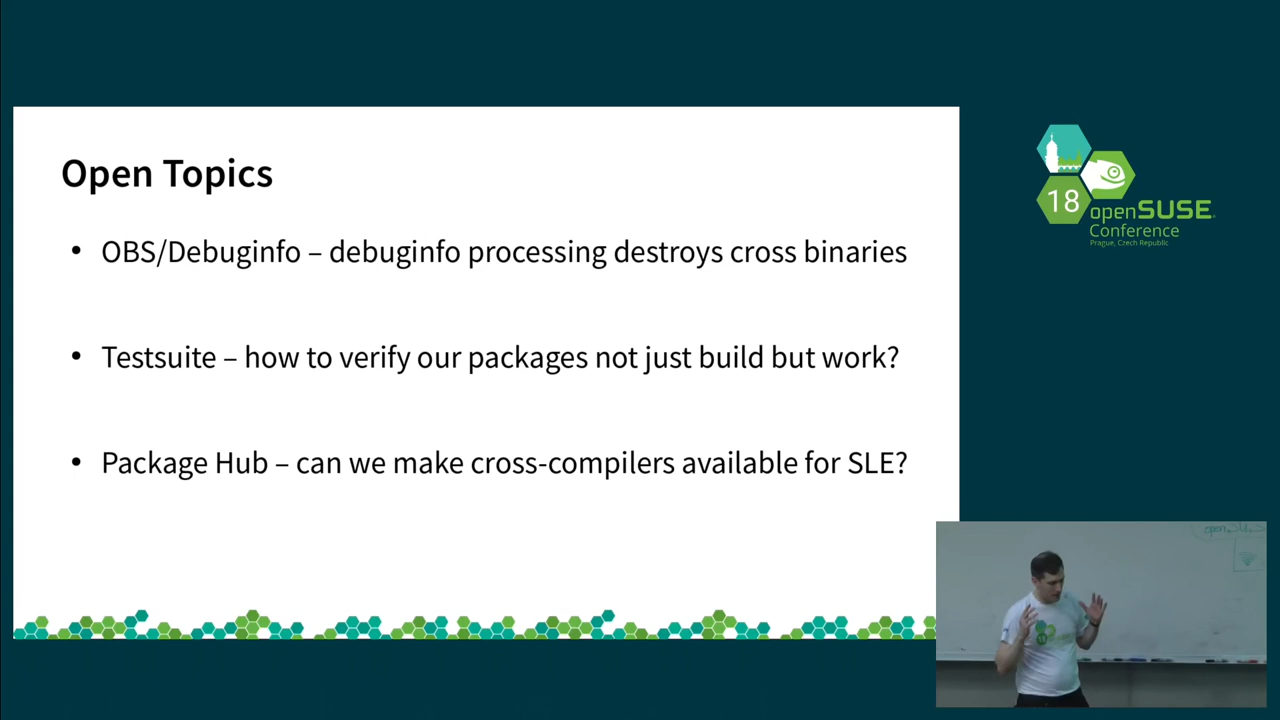 Open Topics
• OBS/Debuginfo – debuginfo processing destroys cross binaries
• Testsuite – how to verify our packages not just build but work?
• Package Hub – can we make cross-compilers available for SLE?
18
openSUSE
Conference
Prague, Czech Republic